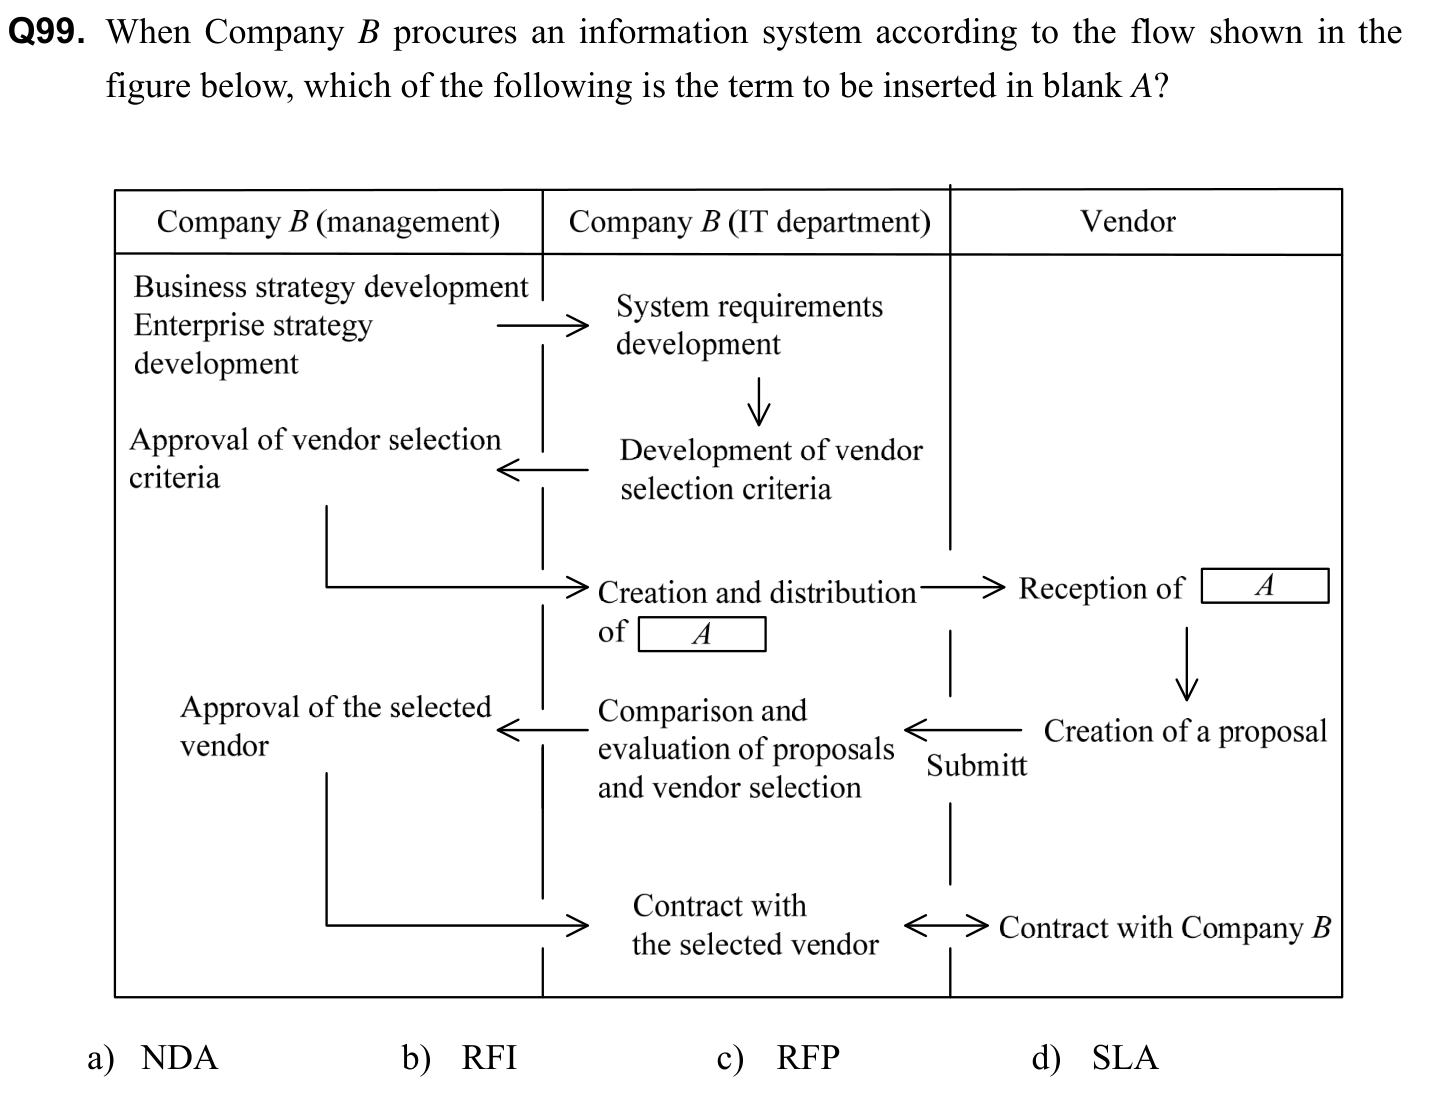 Q99. When Company B procures an information system according to the flow shown in the
figure below, which of the following is the term to be inserted in blank A?
Company B (management)
Company B (IT department)
Vendor
Business strategy development
Enterprise strategy
development
System requirements
development
Approval of vendor selection
criteria
Development of vendor
selection criteria
Creation and distribution
of A
Reception of A
Approval of the selected
vendor
Comparison and
evaluation of proposals
and vendor selection
Submitt
Creation of a proposal
Contract with
the selected vendor
Contract with Company B
a) NDA b) RFI c) RFP d) SLA